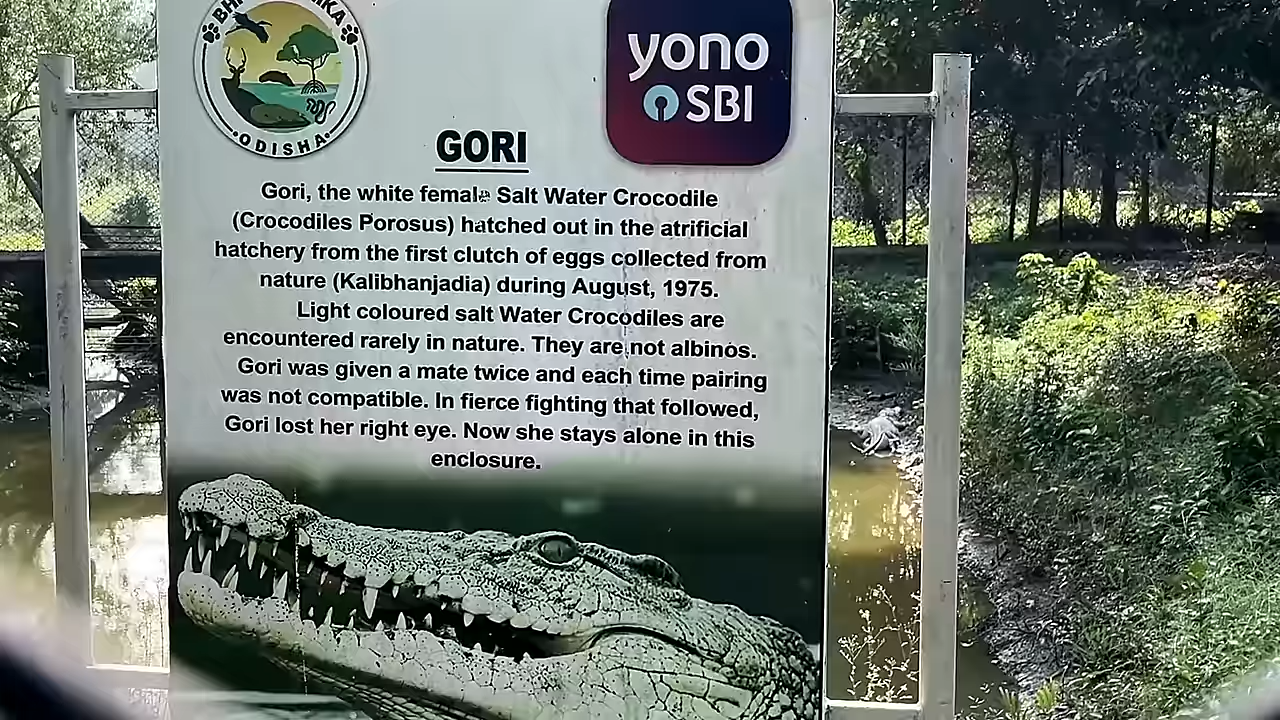 ODISHA
yono
SBI
GORI
Gori, the white female Salt Water Crocodile
(Crocodiles Porosus) hatched out in the atrificial
hatchery from the first clutch of eggs collected from
nature (Kalibhanjadia) during August, 1975.
Light coloured salt Water Crocodiles are
encountered rarely in nature. They are not albinos.
Gori was given a mate twice and each time pairing
was not compatible. In fierce fighting that followed,
Gori lost her right eye. Now she stays alone in this
enclosure.